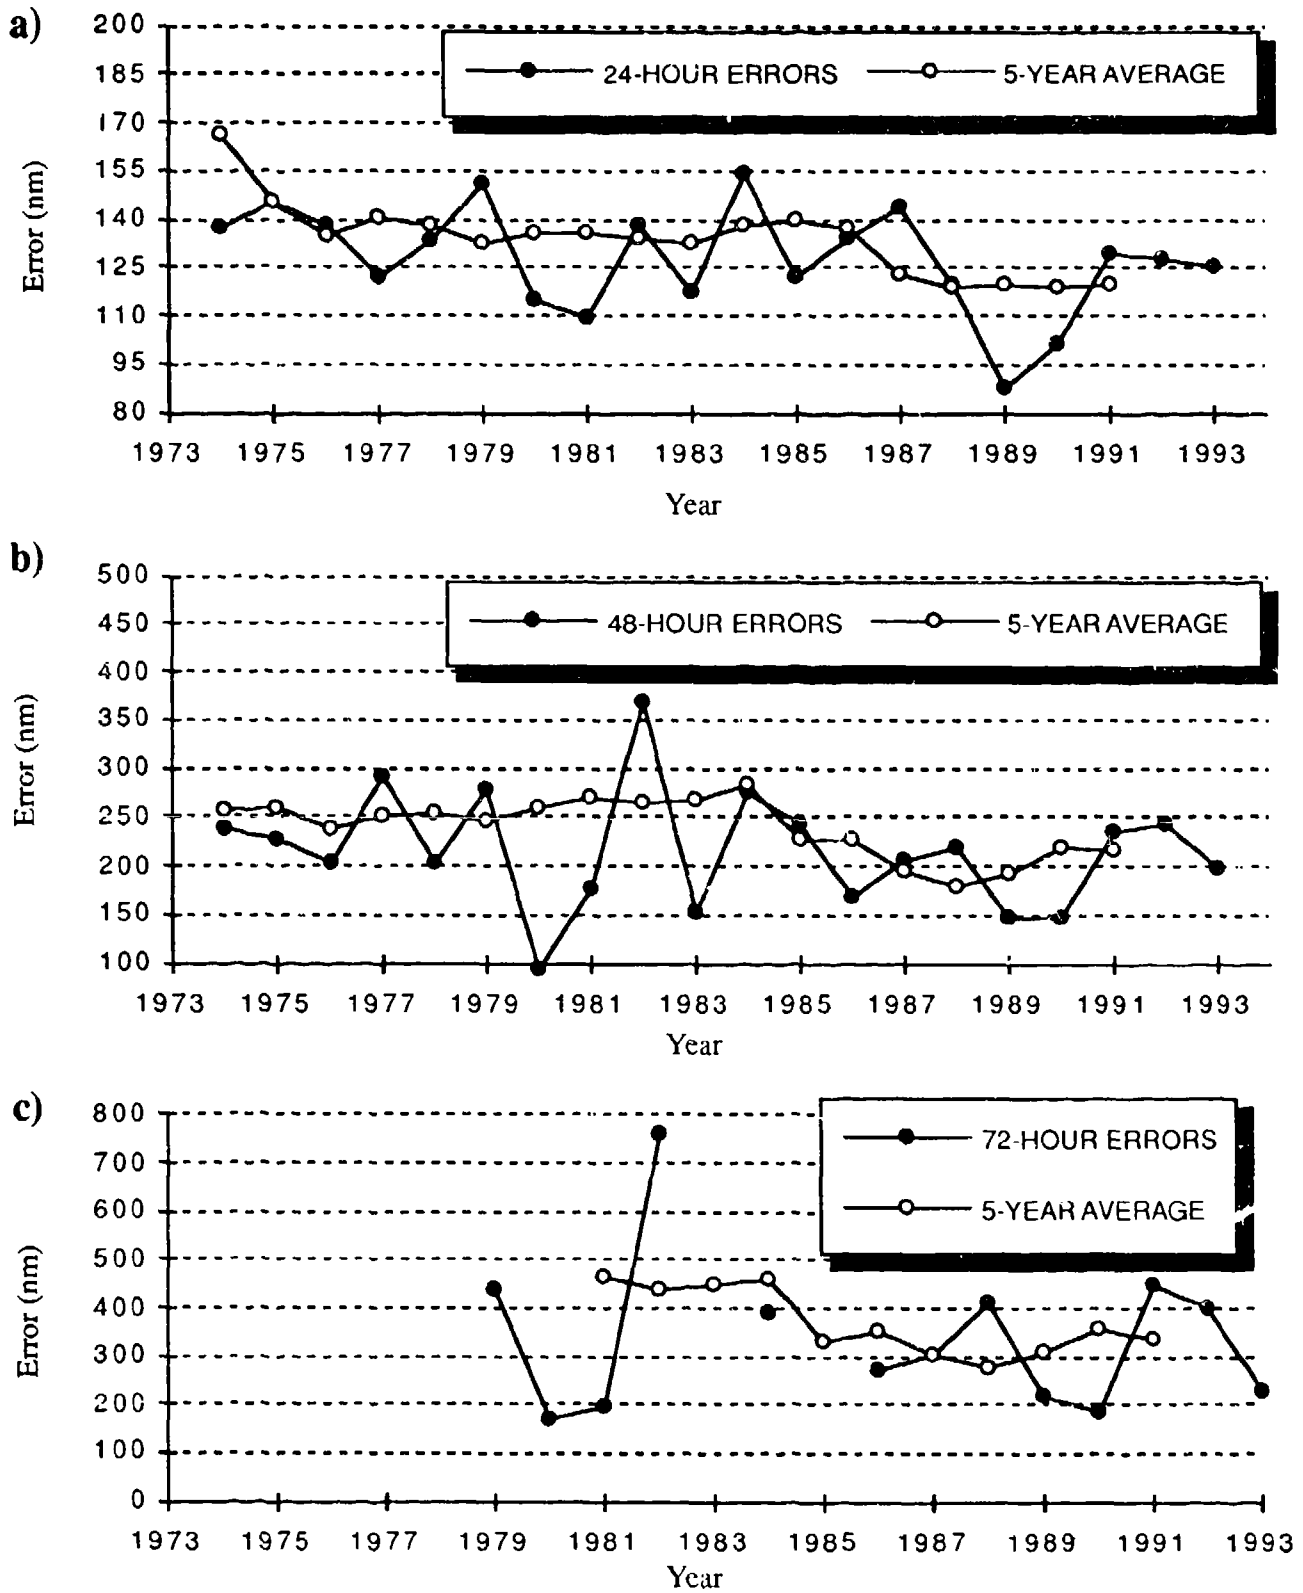 a)
200
24-HOUR ERRORS 5-YEAR AVERAGE
185
170
155
140
125
110
95
80
Error (nm)
1973 1975 1977 1979 1981 1983 1985 1987 1989 1991 1993
Year
b)
500
48-HOUR ERRORS 5-YEAR AVERAGE
450
400
350
300
250
200
150
100
Error (nm)
1973 1975 1977 1979 1981 1983 1985 1987 1989 1991 1993
Year
c)
800
72-HOUR ERRORS
5-YEAR AVERAGE
700
600
500
400
300
200
100
0
Error (nm)
1973 1975 1977 1979 1981 1983 1985 1987 1989 1991 1993
Year